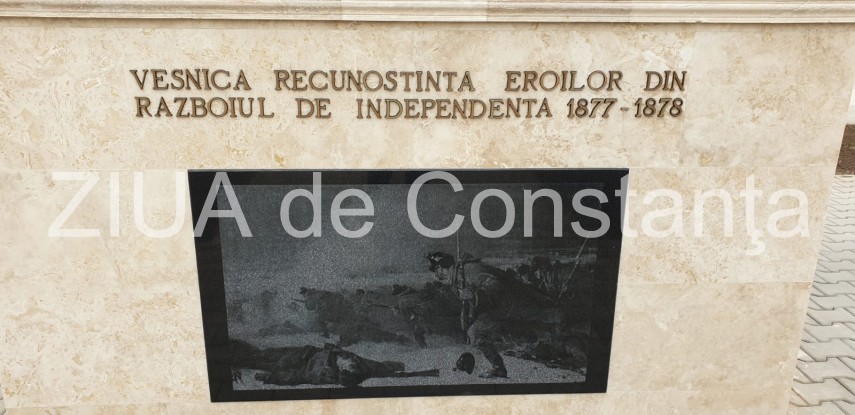 VESNICA RECUNOSTINTA EROILOR DIN
RAZBOIUL DE INDEPENDENTA 1877-1878
ZIUA de Constanţa